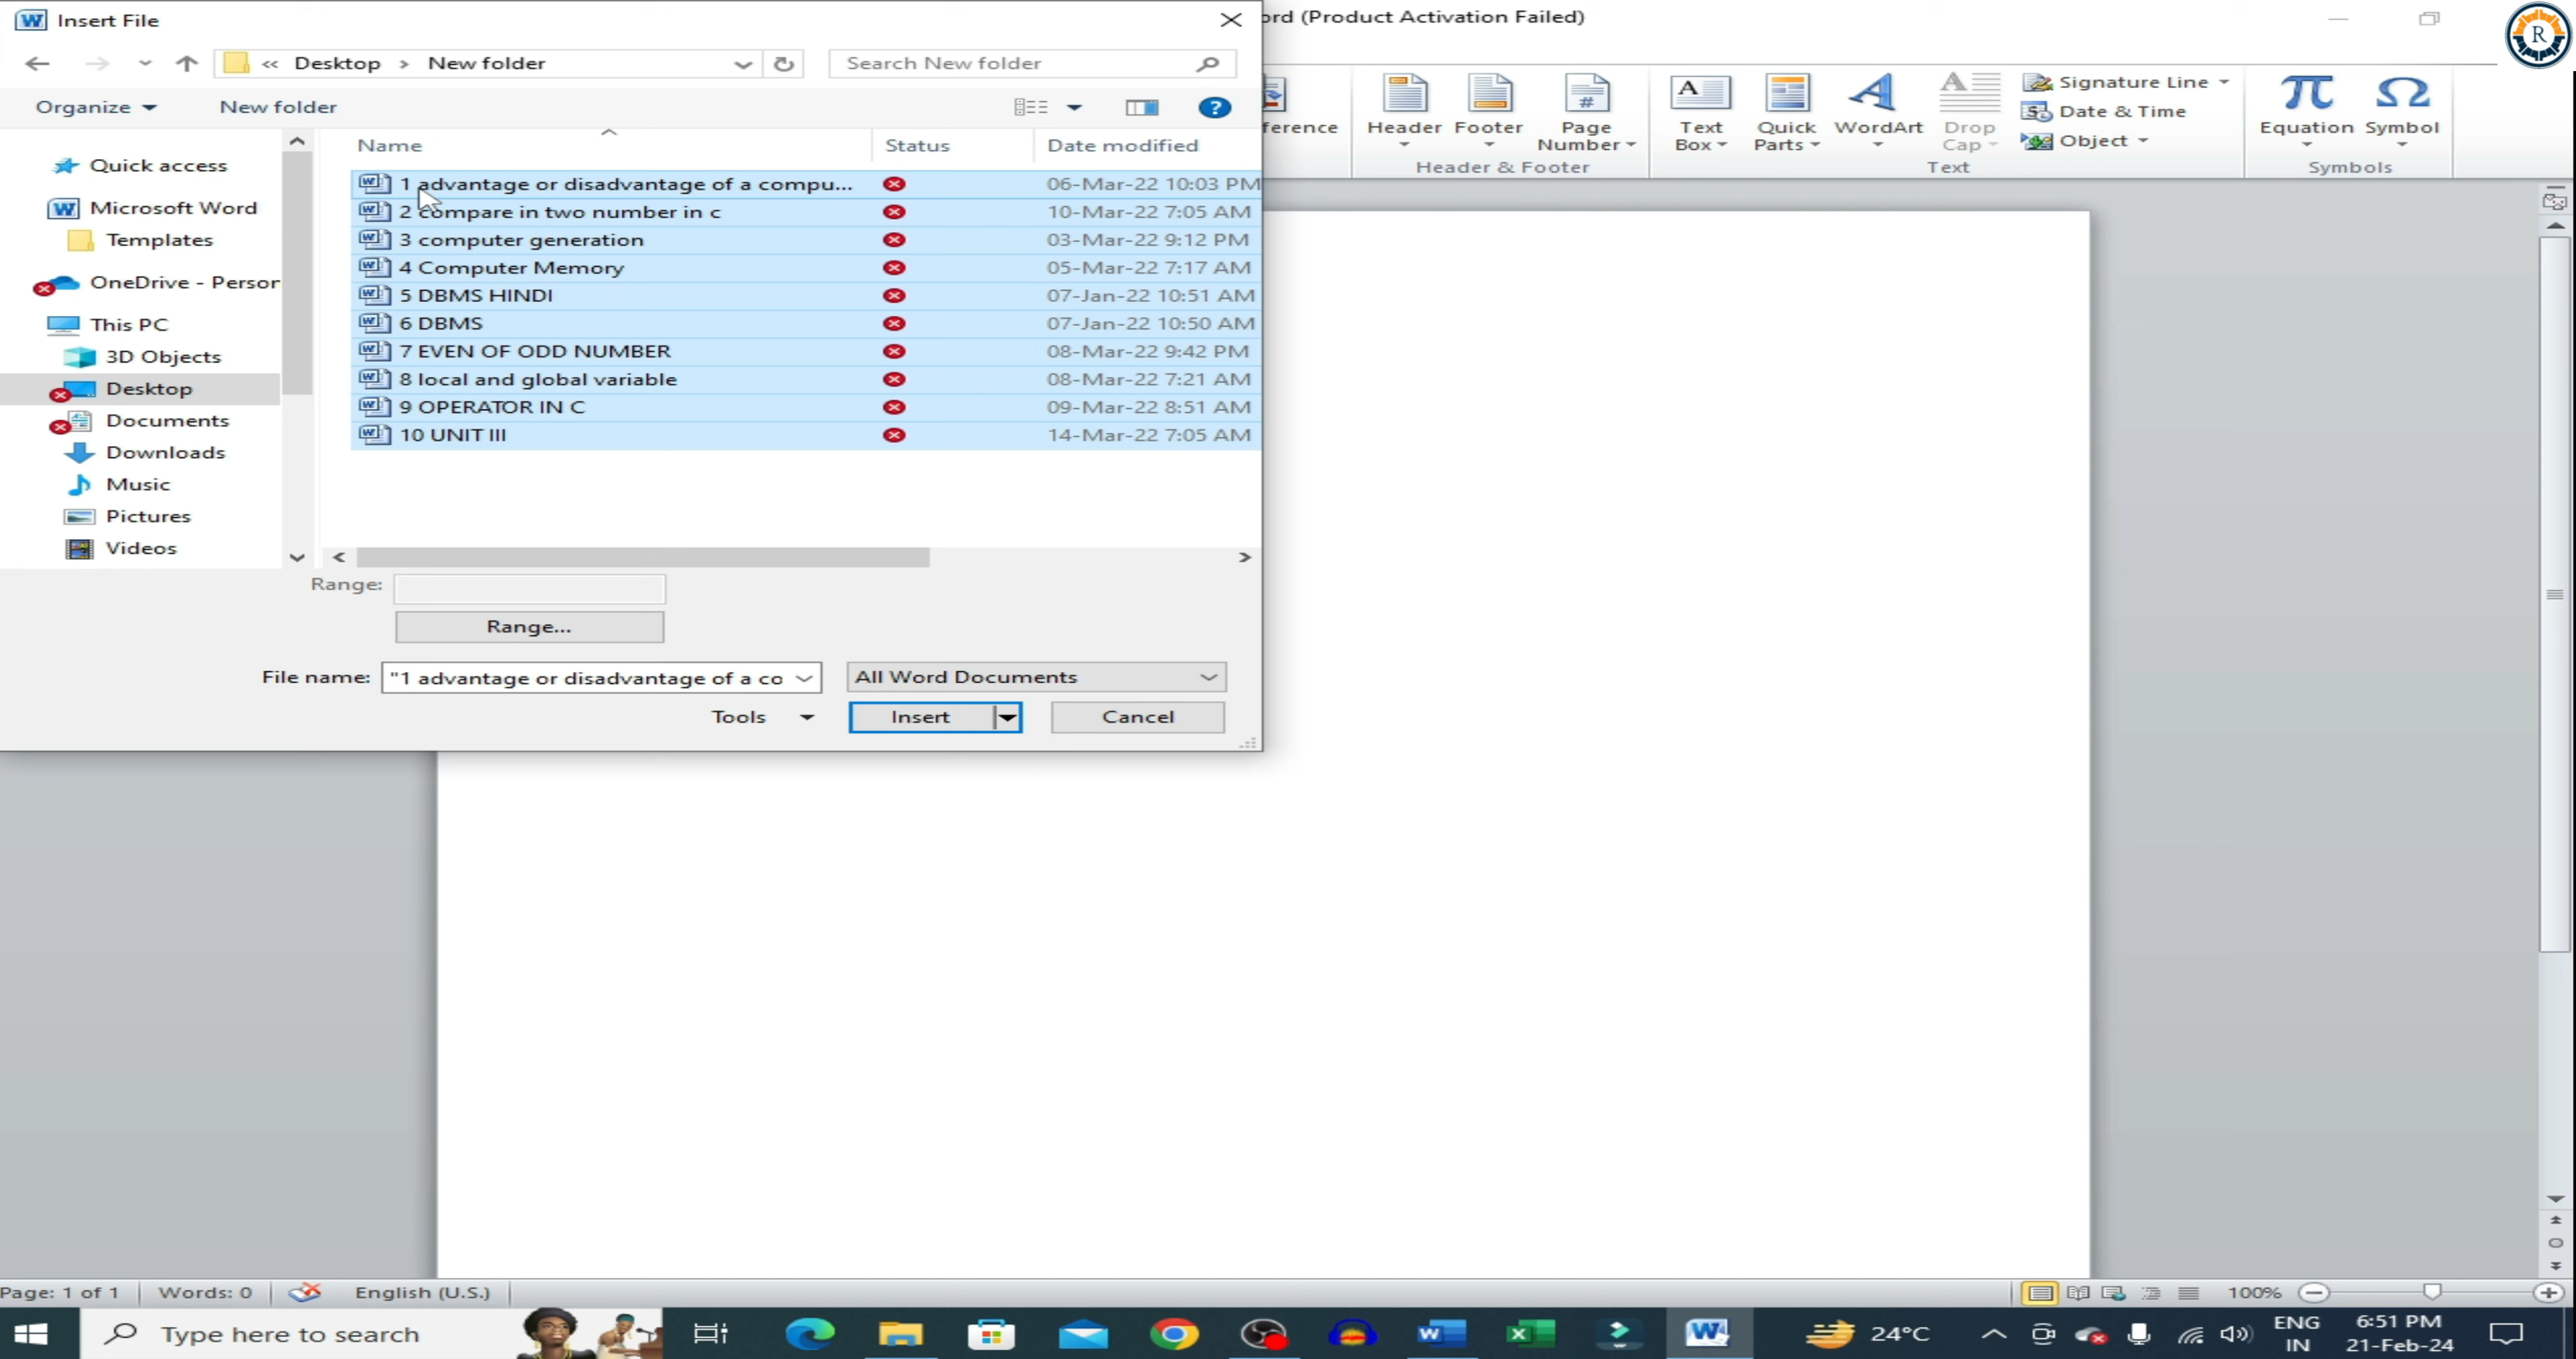 Insert File
ord (Product Activation Failed)
R
« Desktop > New folder
Search New folder
Organize
New folder
Name
Status
Date modified
Quick access
Microsoft Word
Templates
OneDrive - Person
This PC
3D Objects
Desktop
Documents
Downloads
Music
Pictures
Videos
1 advantage or disadvantage of a compu... 06-Mar-22 10:03 PM
2 compare in two number in c 10-Mar-22 7:05 AM
3 computer generation 03-Mar-22 9:12 PM
4 Computer Memory 05-Mar-22 7:17 AM
5 DBMS HINDI 07-Jan-22 10:51 AM
6 DBMS 07-Jan-22 10:50 AM
7 EVEN OF ODD NUMBER 08-Mar-22 9:42 PM
8 local and global variable 08-Mar-22 7:21 AM
9 OPERATOR IN C 09-Mar-22 8:51 AM
10 UNIT III 14-Mar-22 7:05 AM
Range:
Range...
File name: "1 advantage or disadvantage of a co
All Word Documents
Tools
Insert
Cancel
ference
Header
Footer
Page
Number
Header & Footer
Text
Box
Quick
Parts
WordArt
Drop
Cap
Signature Line
Date & Time
Object
Text
Equation
Symbol
Symbols
Page: 1 of 1
Words: 0
English (U.S.)
100%
Type here to search
24°C
ENG
IN
6:51 PM
21-Feb-24